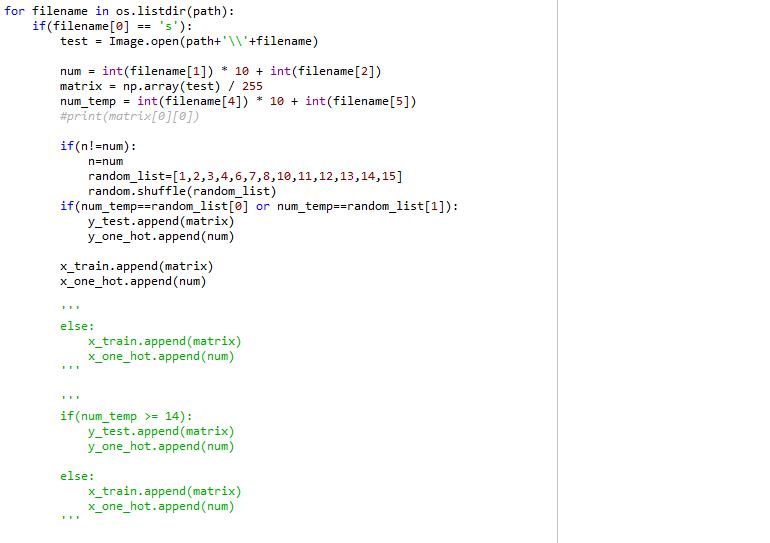 for filename in os.listdir(path):
    if(filename[0] == 's'):
        test = Image.open(path+'\\'+filename)

        num = int(filename[1]) * 10 + int(filename[2])
        matrix = np.array(test) / 255
        num_temp = int(filename[4]) * 10 + int(filename[5])
        #print(matrix[0][0])

        if(n!=num):
            n=num
            random_list=[1,2,3,4,6,7,8,10,11,12,13,14,15]
            random.shuffle(random_list)
        if(num_temp==random_list[0] or num_temp==random_list[1]):
            y_test.append(matrix)
            y_one_hot.append(num)

        x_train.append(matrix)
        x_one_hot.append(num)

        '''
        else:
            x_train.append(matrix)
            x_one_hot.append(num)
        '''

        '''
        if(num_temp >= 14):
            y_test.append(matrix)
            y_one_hot.append(num)

        else:
            x_train.append(matrix)
            x_one_hot.append(num)
        '''